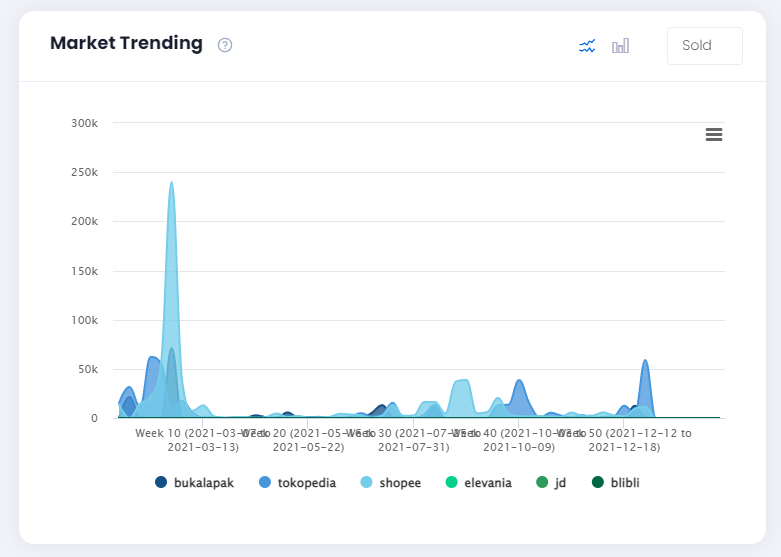 Market Trending
Sold
300k
250k
200k
150k
100k
50k
0
Week 10 (2021-03-07 to
2021-03-13)
Week 20 (2021-05-16 to
2021-05-22)
Week 30 (2021-07-25 to
2021-07-31)
Week 40 (2021-10-03 to
2021-10-09)
Week 50 (2021-12-12 to
2021-12-18)
bukalapak
tokopedia
shopee
elevania
jd
blibli